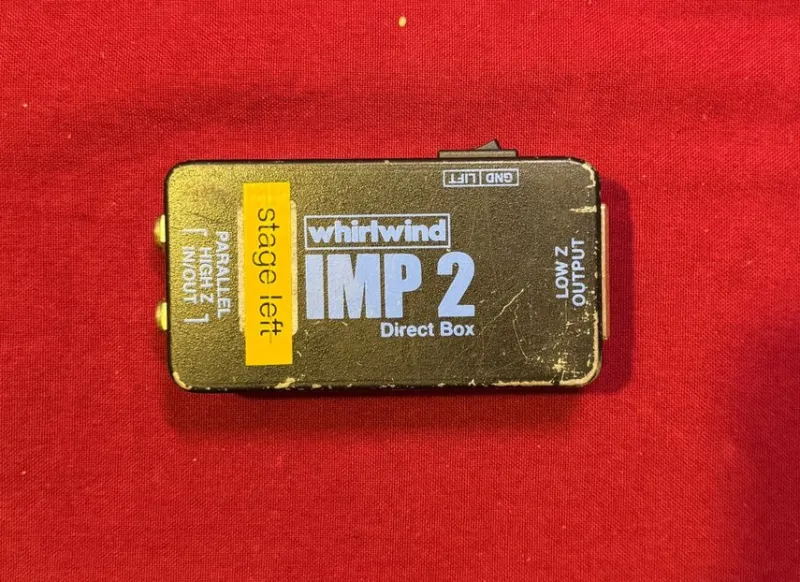 GND LIFT
PARALLEL
HIGH Z
IN/OUT
stage left
whirlwind
IMP 2
Direct Box
LOW Z
OUTPUT